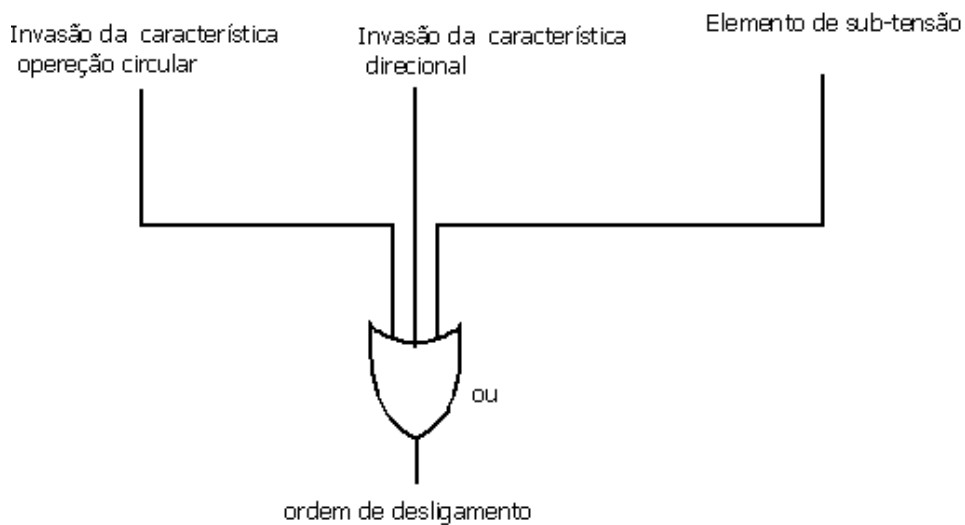 Invasão da característica
opereção circular
Invasão da característica
direcional
Elemento de sub-tensão
ou
ordem de desligamento